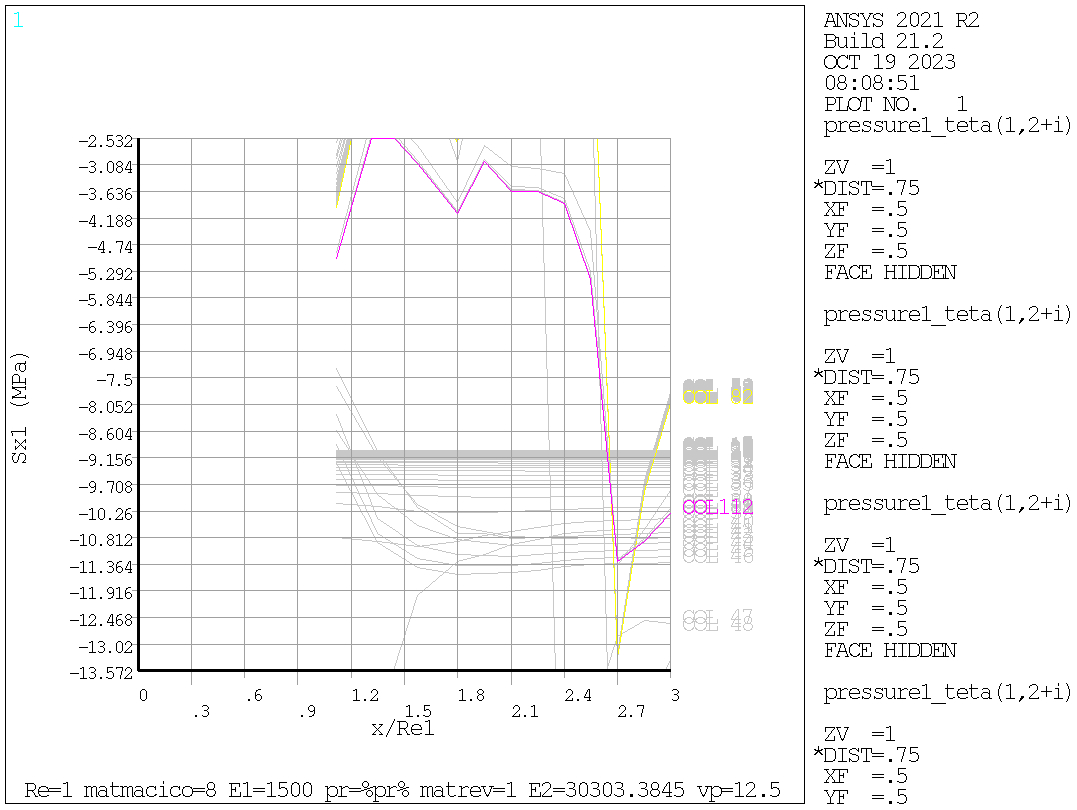 1
ANSYS 2021 R2
Build 21.2
OCT 19 2023
08:08:51
PLOT NO. 1
pressure1_teta(1,2+i)
ZV =1
*DIST=.75
XF =.5
YF =.5
ZF =.5
FACE HIDDEN
pressure1_teta(1,2+i)
ZV =1
*DIST=.75
XF =.5
YF =.5
ZF =.5
FACE HIDDEN
pressure1_teta(1,2+i)
ZV =1
*DIST=.75
XF =.5
YF =.5
ZF =.5
FACE HIDDEN
pressure1_teta(1,2+i)
ZV =1
*DIST=.75
XF =.5
YF =.5
Sx1 (MPa)
-2.532
-3.084
-3.636
-4.188
-4.74
-5.292
-5.844
-6.396
-6.948
-7.5
-8.052
-8.604
-9.156
-9.708
-10.26
-10.812
-11.364
-11.916
-12.468
-13.02
-13.572
COL112
COL 46
COL 47
COL 48
0
.3
.6
.9
1.2
1.5
1.8
2.1
2.4
2.7
3
x/Re1
Re=1 matmacico=8 E1=1500 pr=%pr% matrev=1 E2=30303.3845 vp=12.5